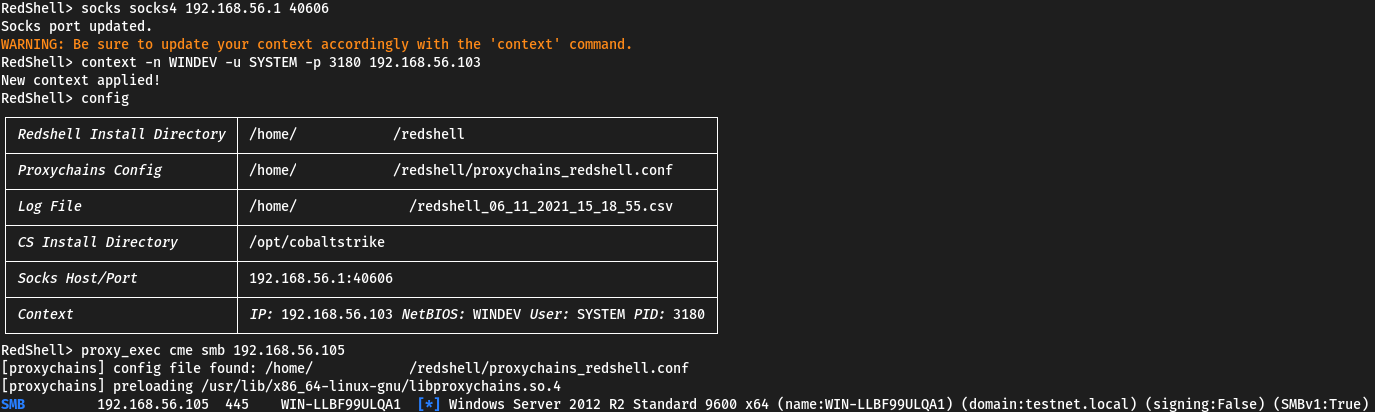 RedShell> socks socks4 192.168.56.1 40606
Socks port updated.
WARNING: Be sure to update your context accordingly with the 'context' command.
RedShell> context -n WINDEV -u SYSTEM -p 3180 192.168.56.103
New context applied!
RedShell> config
Redshell Install Directory /home/ /redshell
Proxychains Config /home/ /redshell/proxychains_redshell.conf
Log File /home/ /redshell_06_11_2021_15_18_55.csv
CS Install Directory /opt/cobaltstrike
Socks Host/Port 192.168.56.1:40606
Context IP: 192.168.56.103 NetBIOS: WINDEV User: SYSTEM PID: 3180
RedShell> proxy_exec cme smb 192.168.56.105
[proxychains] config file found: /home/ /redshell/proxychains_redshell.conf
[proxychains] preloading /usr/lib/x86_64-linux-gnu/libproxychains.so.4
SMB 192.168.56.105 445 WIN-LLBF99ULQA1 [*] Windows Server 2012 R2 Standard 9600 x64 (name:WIN-LLBF99ULQA1) (domain:testnet.local) (signing:False) (SMBv1:True)